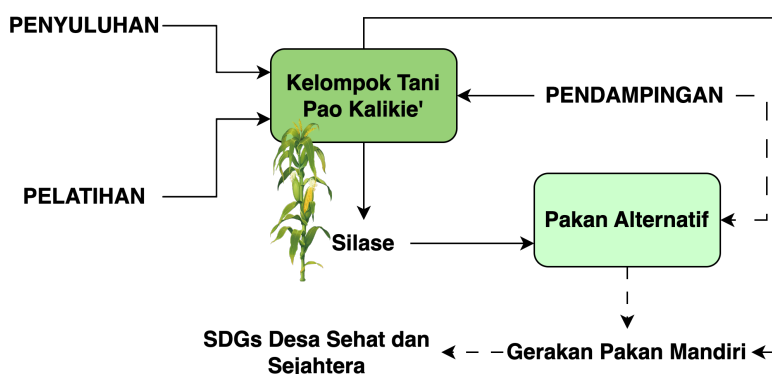 PENYULUHAN
Kelompok Tani
Pao Kalikie'
PENDAMPINGAN
PELATIHAN
Silase
Pakan Alternatif
SDGs Desa Sehat dan
Sejahtera
Gerakan Pakan Mandiri